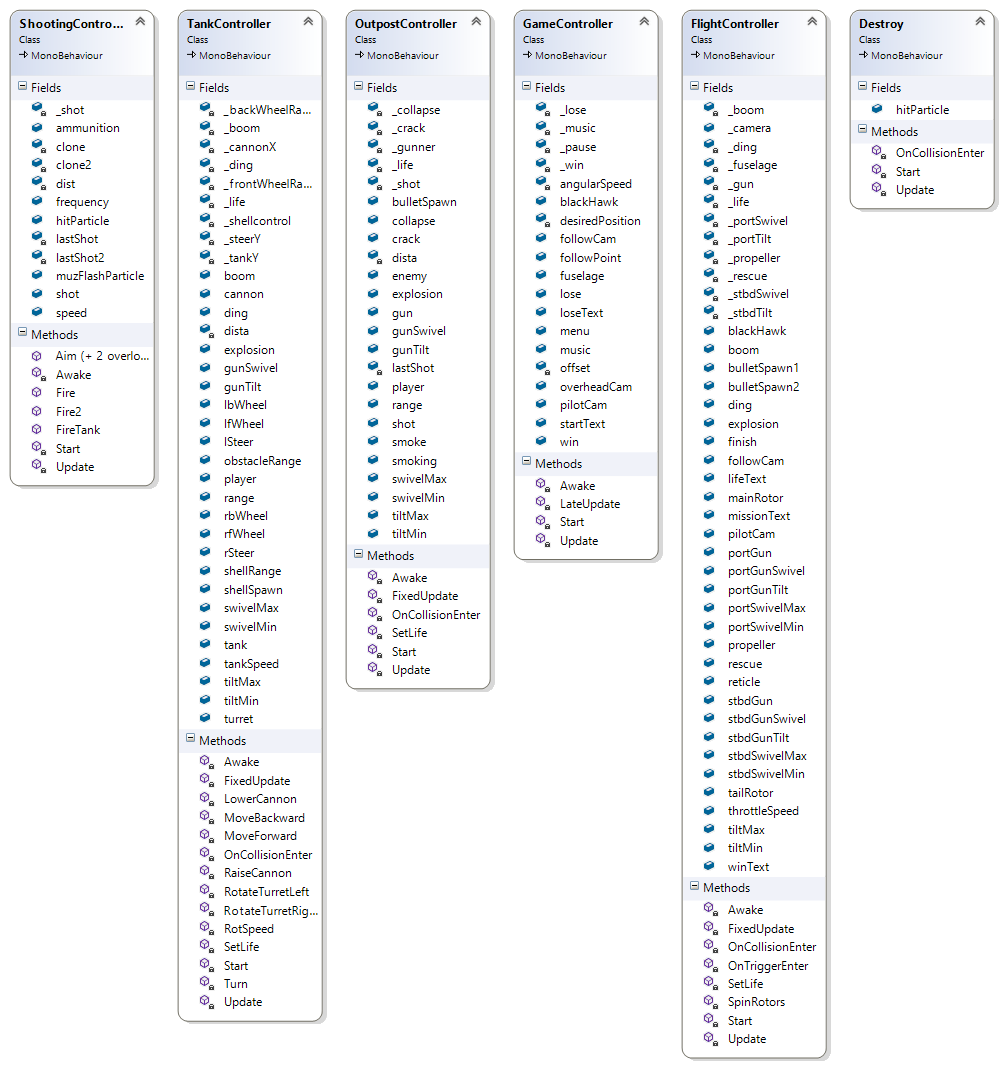 ShootingContro...
Class
MonoBehaviour
Fields
_shot
ammunition
clone
clone2
dist
frequency
hitParticle
lastShot
lastShot2
muzFlashParticle
shot
speed
Methods
Aim (+ 2 overlo...
Awake
Fire
Fire2
FireTank
Start
Update
TankController
Class
MonoBehaviour
Fields
_backWheelRa...
_boom
_cannonX
_ding
_frontWheelRa...
_life
_shellcontrol
_steerY
_tankY
boom
cannon
ding
dista
explosion
gunSwivel
gunTilt
lbWheel
lfWheel
lSteer
obstacleRange
player
range
rbWheel
rfWheel
rSteer
shellRange
shellSpawn
swivelMax
swivelMin
tank
tankSpeed
tiltMax
tiltMin
turret
Methods
Awake
FixedUpdate
LowerCannon
MoveBackward
MoveForward
OnCollisionEnter
RaiseCannon
RotateTurretLeft
RotateTurretRig...
RotSpeed
SetLife
Start
Turn
Update
OutpostController
Class
MonoBehaviour
Fields
_collapse
_crack
_gunner
_life
_shot
bulletSpawn
collapse
crack
dista
enemy
explosion
gun
gunSwivel
gunTilt
lastShot
player
range
shot
smoke
smoking
swivelMax
swivelMin
tiltMax
tiltMin
Methods
Awake
FixedUpdate
OnCollisionEnter
SetLife
Start
Update
GameController
Class
MonoBehaviour
Fields
_lose
_music
_pause
_win
angularSpeed
blackHawk
desiredPosition
followCam
followPoint
fuselage
lose
loseText
menu
music
offset
overheadCam
pilotCam
startText
win
Methods
Awake
LateUpdate
Start
Update
FlightController
Class
MonoBehaviour
Fields
_boom
_camera
_ding
_fuselage
_gun
_life
_portSwivel
_portTilt
_propeller
_rescue
_stbdSwivel
_stbdTilt
blackHawk
boom
bulletSpawn1
bulletSpawn2
ding
explosion
finish
followCam
lifeText
mainRotor
missionText
pilotCam
portGun
portGunSwivel
portGunTilt
portSwivelMax
portSwivelMin
propeller
rescue
reticle
stbdGun
stbdGunSwivel
stbdGunTilt
stbdSwivelMax
stbdSwivelMin
tailRotor
throttleSpeed
tiltMax
tiltMin
winText
Methods
Awake
FixedUpdate
OnCollisionEnter
OnTriggerEnter
SetLife
SpinRotors
Start
Update
Destroy
Class
MonoBehaviour
Fields
hitParticle
Methods
OnCollisionEnter
Start
Update